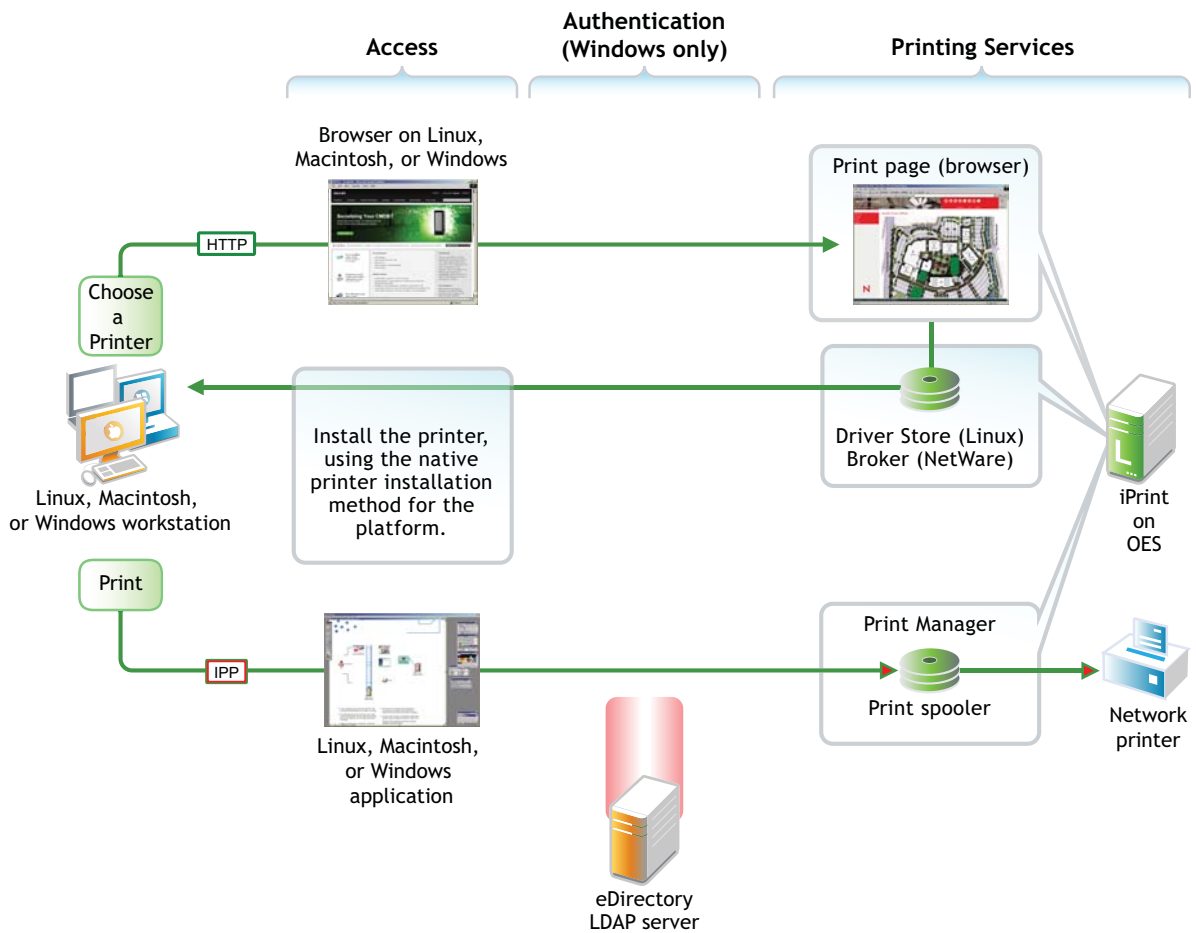 Access
Authentication
(Windows only)
Printing Services
Browser on Linux,
Macintosh, or Windows
Print page (browser)
HTTP
Choose
a
Printer
N
Install the printer,
using the native
printer installation
method for the
platform.
Driver Store (Linux)
Broker (NetWare)
L
iPrint
on
OES
Linux, Macintosh,
or Windows workstation
Print
IPP
Print Manager
Print spooler
Network
printer
Linux, Macintosh,
or Windows
application
eDirectory
LDAP server